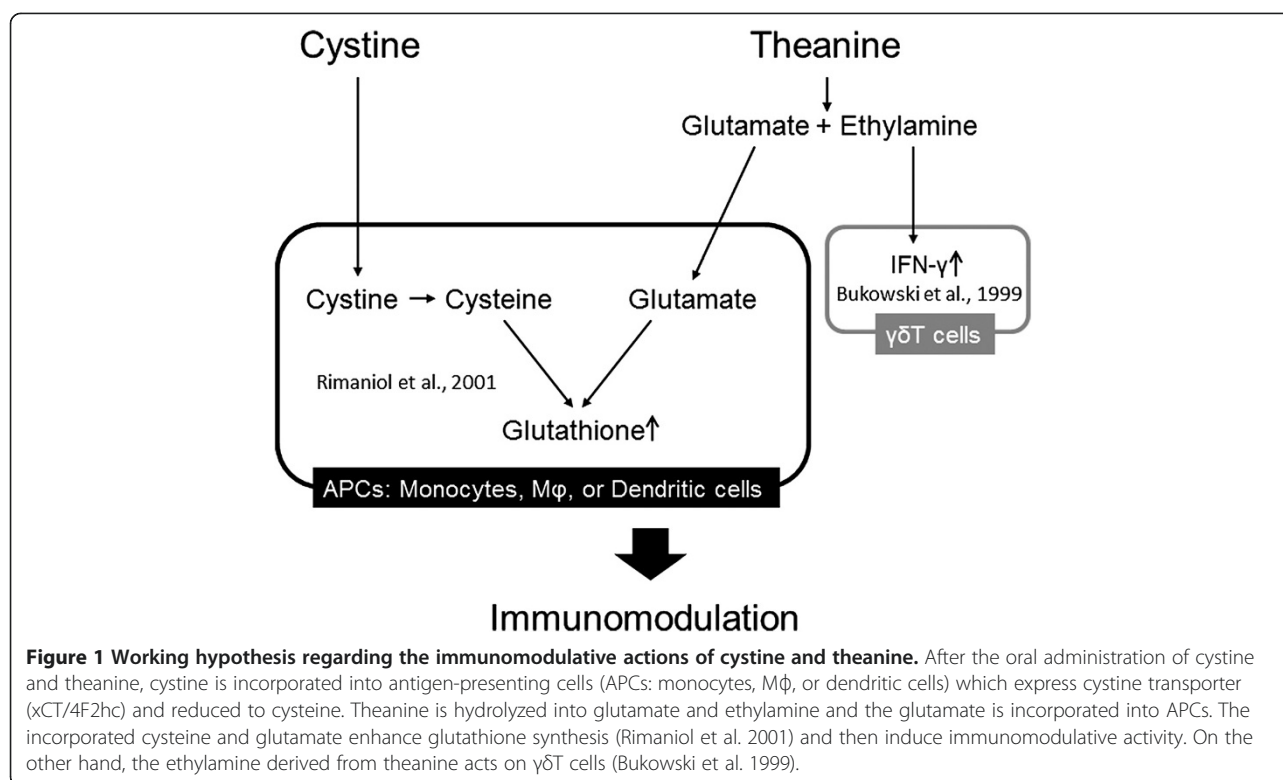 Cystine Theanine
Glutamate + Ethylamine
IFN-γ↑
Bukowski et al., 1999
γδT cells
Cystine → Cysteine Glutamate
Rimaniol et al., 2001
Glutathione↑
APCs: Monocytes, Mφ, or Dendritic cells
Immunomodulation
Figure 1 Working hypothesis regarding the immunomodulative actions of cystine and theanine. After the oral administration of cystine
and theanine, cystine is incorporated into antigen-presenting cells (APCs: monocytes, Mϕ, or dendritic cells) which express cystine transporter
(xCT/4F2hc) and reduced to cysteine. Theanine is hydrolyzed into glutamate and ethylamine and the glutamate is incorporated into APCs. The
incorporated cysteine and glutamate enhance glutathione synthesis (Rimaniol et al. 2001) and then induce immunomodulative activity. On the
other hand, the ethylamine derived from theanine acts on γδT cells (Bukowski et al. 1999).